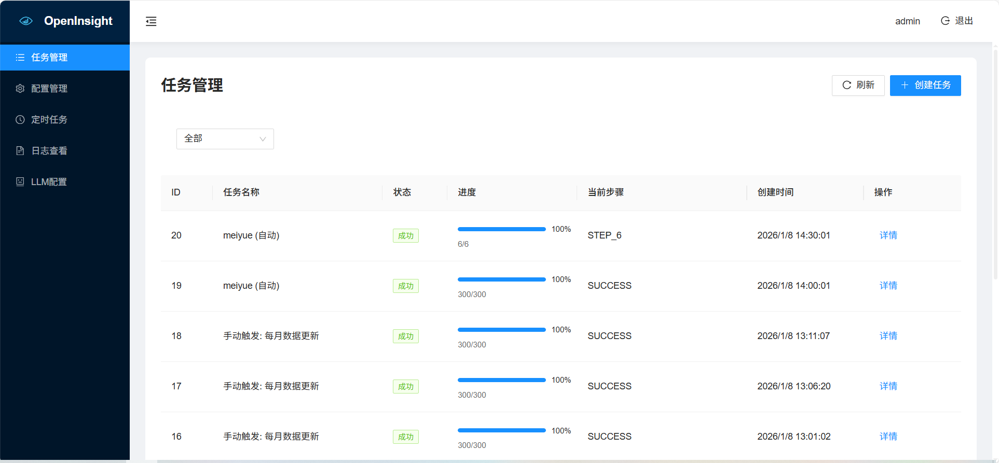 OpenInsight
admin 退出
任务管理
配置管理
定时任务
日志查看
LLM配置
任务管理
刷新 创建任务
全部
ID 任务名称 状态 进度 当前步骤 创建时间 操作
20 meiyue (自动) 成功 100% STEP_6 2026/1/8 14:30:01 详情
6/6
19 meiyue (自动) 成功 100% SUCCESS 2026/1/8 14:00:01 详情
300/300
18 手动触发: 每月数据更新 成功 100% SUCCESS 2026/1/8 13:11:07 详情
300/300
17 手动触发: 每月数据更新 成功 100% SUCCESS 2026/1/8 13:06:20 详情
300/300
16 手动触发: 每月数据更新 成功 100% SUCCESS 2026/1/8 13:01:02 详情
300/300